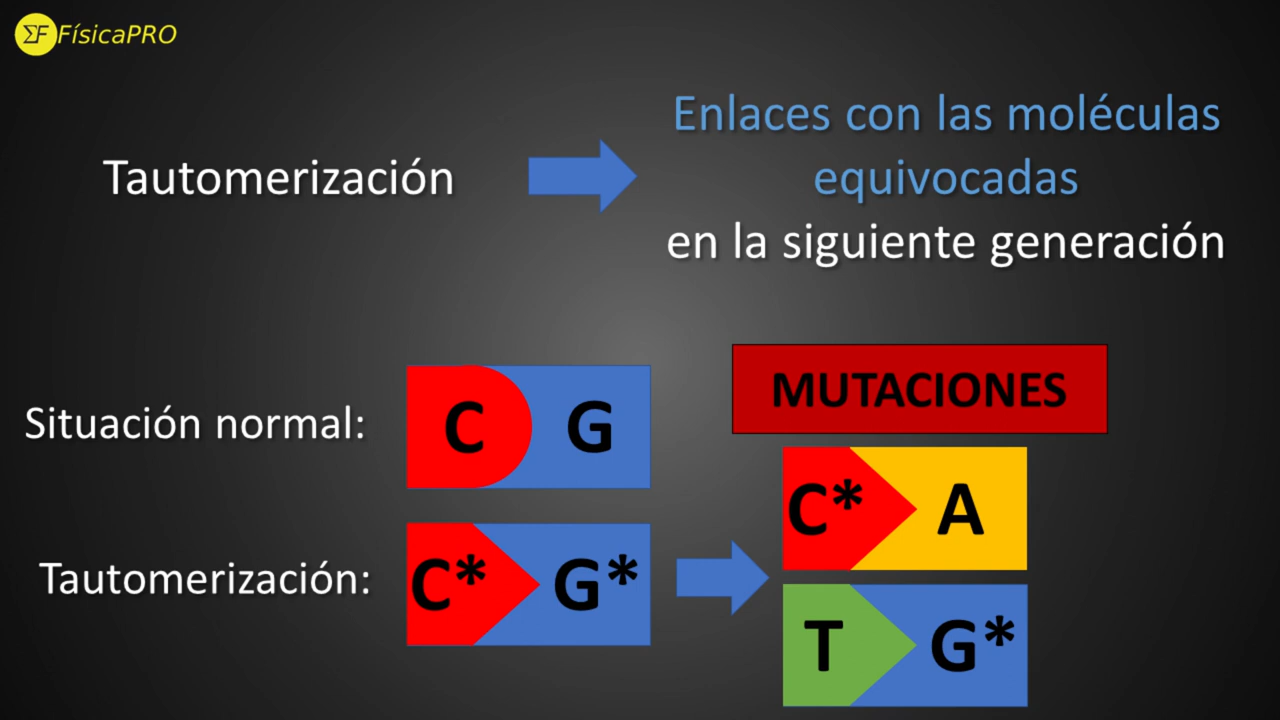 ΣF FísicaPRO
Enlaces con las moléculas
equivocadas
en la siguiente generación
Tautomerización
MUTACIONES
Situación normal:
C G
C* A
Tautomerización:
C* G*
T G*